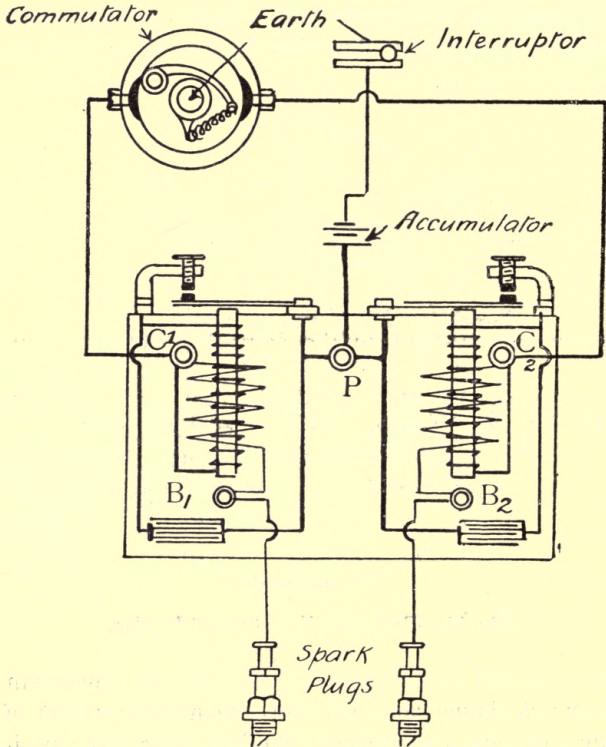 Commutator
Earth
Interruptor
Accumulator
C1
P
C2
B1
B2
Spark
Plugs